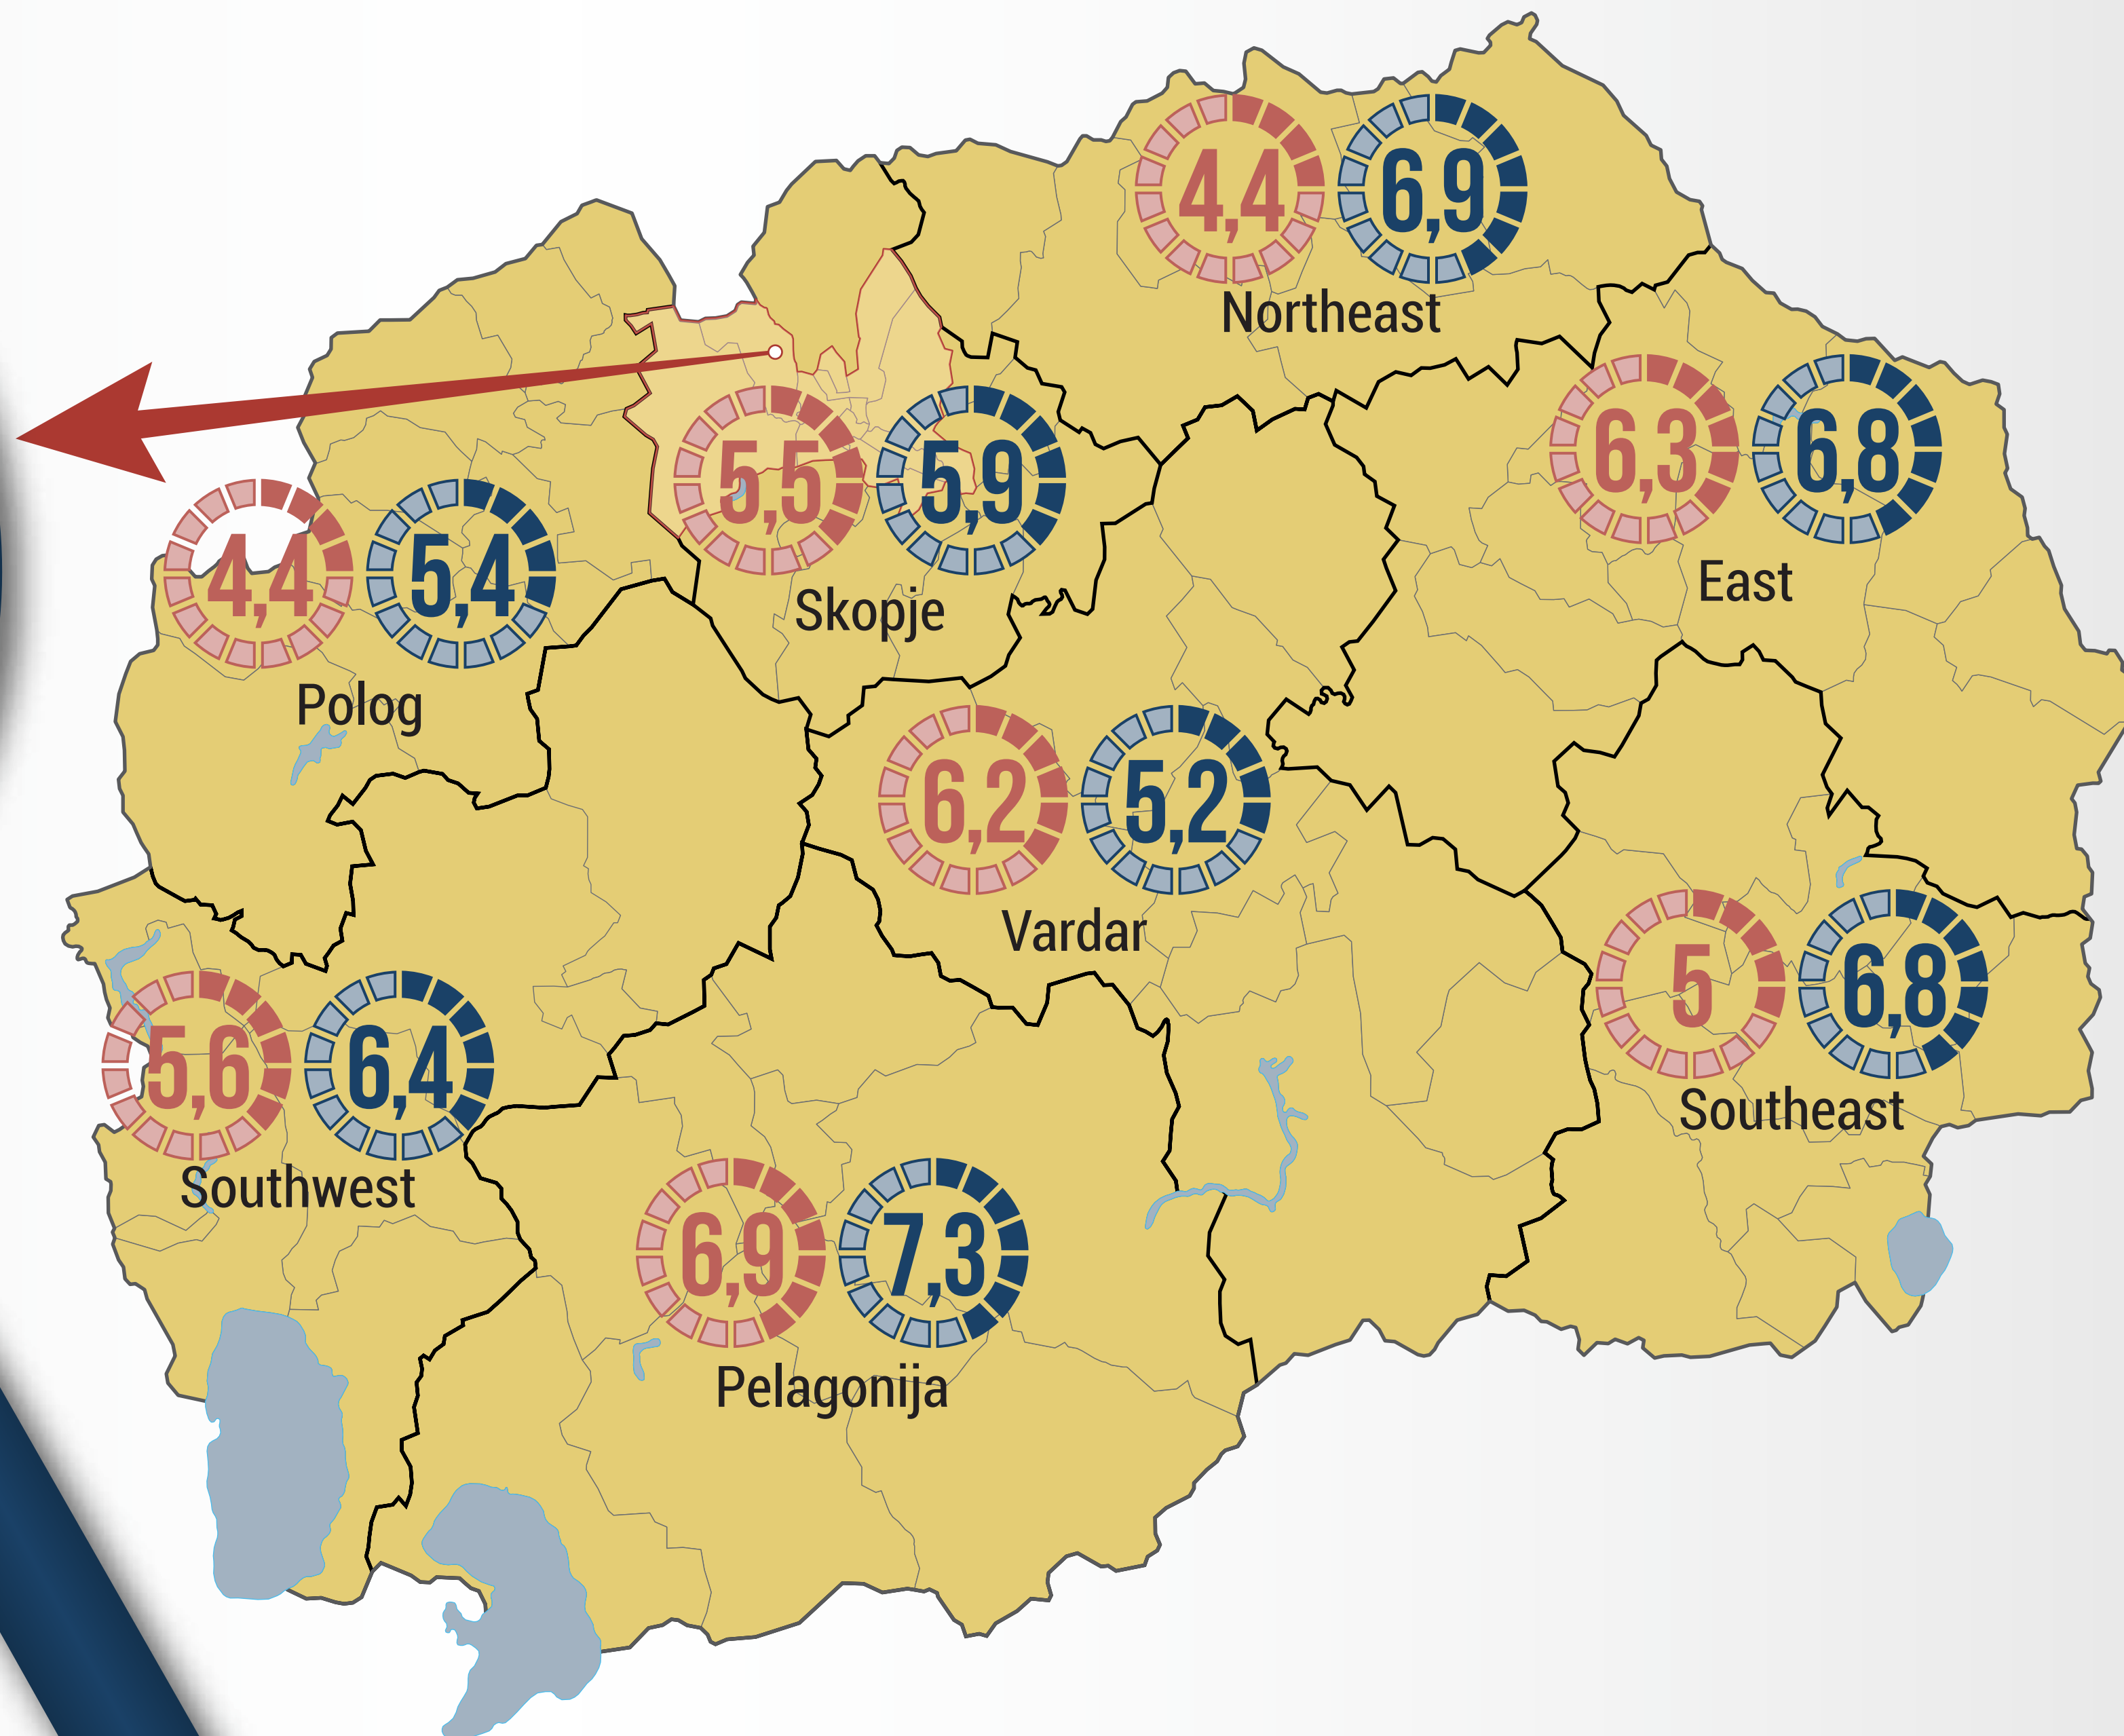 4,4 6,9
Northeast
6,3 6,8
East
5,5 5,9
Skopje
4,4 5,4
Polog
6,2 5,2
Vardar
5 6,8
Southeast
5,6 6,4
Southwest
6,9 7,3
Pelagonija